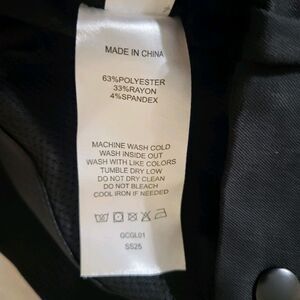 MADE IN CHINA
63%POLYESTER
33%RAYON
4%SPANDEX
MACHINE WASH COLD
WASH INSIDE OUT
WASH WITH LIKE COLORS
TUMBLE DRY LOW
DO NOT DRY CLEAN
DO NOT BLEACH
COOL IRON IF NEEDED
GCGL01
SS25